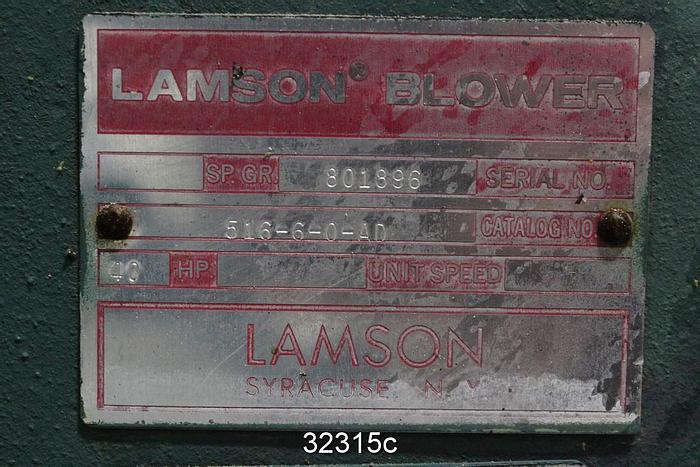 LAMSON® BLOWER
SP. GR. 801896 SERIAL NO.
516-6-0-AD CATALOG NO.
40 HP UNIT SPEED
LAMSON
SYRACUSE, N.Y.
32315c